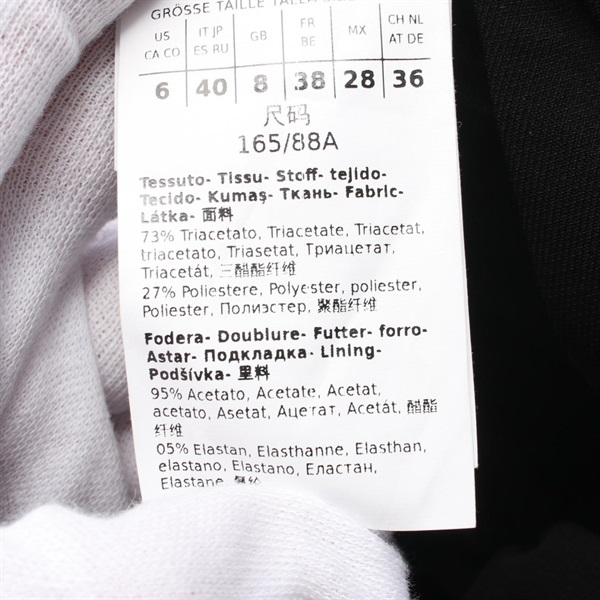 GRÖSSE TAILLE TALLA
US IT JP GB FR MX CH NL
CA CO ES RU BE AT DE
6 40 8 38 28 36
尺码
165/88A
Tessuto- Tissu- Stoff- tejido-
Tecido- Kumaş- Ткань- Fabric-
Látka- 面料
73% Triacetato, Triacetate, Triacetat,
triacetato, Triasetat, Триацетат,
Triacetát, 三醋酯纤维
27% Poliestere, Polyester, poliester,
Poliester, Полиэстер, 聚酯纤维
Fodera- Doublure- Futter- forro-
Astar- Подкладка- Lining-
Podšívka- 里料
95% Acetato, Acetate, Acetat,
acetato, Asetat, Ацетат, Acetát, 醋酯
纤维
05% Elastan, Elasthanne, Elasthan,
elastano, Elastano, Еластан,
Elastane, 氨纶